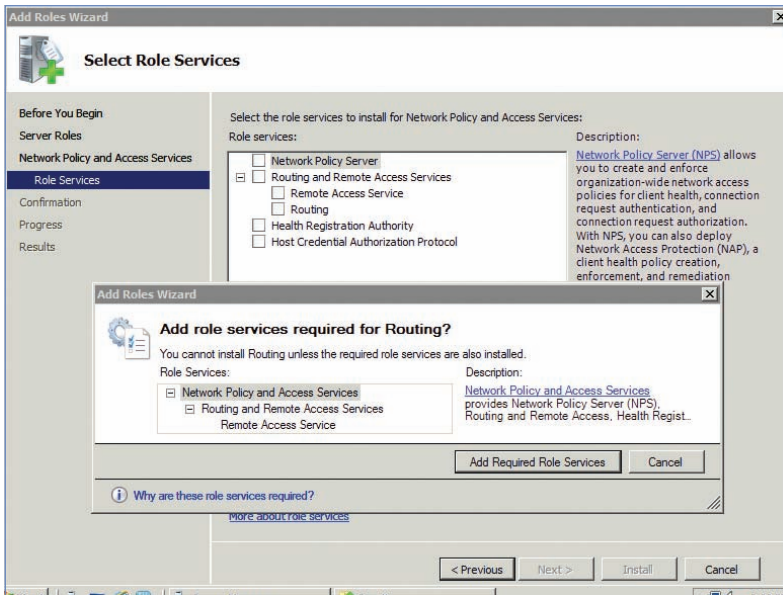 Add Roles Wizard
Select Role Services
Before You Begin
Server Roles
Network Policy and Access Services
Role Services
Confirmation
Progress
Results
Select the role services to install for Network Policy and Access Services:
Role services:
Network Policy Server
Routing and Remote Access Services
Remote Access Service
Routing
Health Registration Authority
Host Credential Authorization Protocol
Description:
Network Policy Server (NPS) allows
you to create and enforce
organization-wide network access
policies for client health, connection
request authentication, and
connection request authorization.
With NPS, you can also deploy
Network Access Protection (NAP), a
client health policy creation,
enforcement, and remediation
Add Roles Wizard
Add role services required for Routing?
You cannot install Routing unless the required role services are also installed.
Role Services:
Network Policy and Access Services
Routing and Remote Access Services
Remote Access Service
Description:
Network Policy and Access Services
provides Network Policy Server (NPS),
Routing and Remote Access, Health Regist...
Add Required Role Services
Cancel
Why are these role services required?
More about role services
< Previous
Next >
Install
Cancel